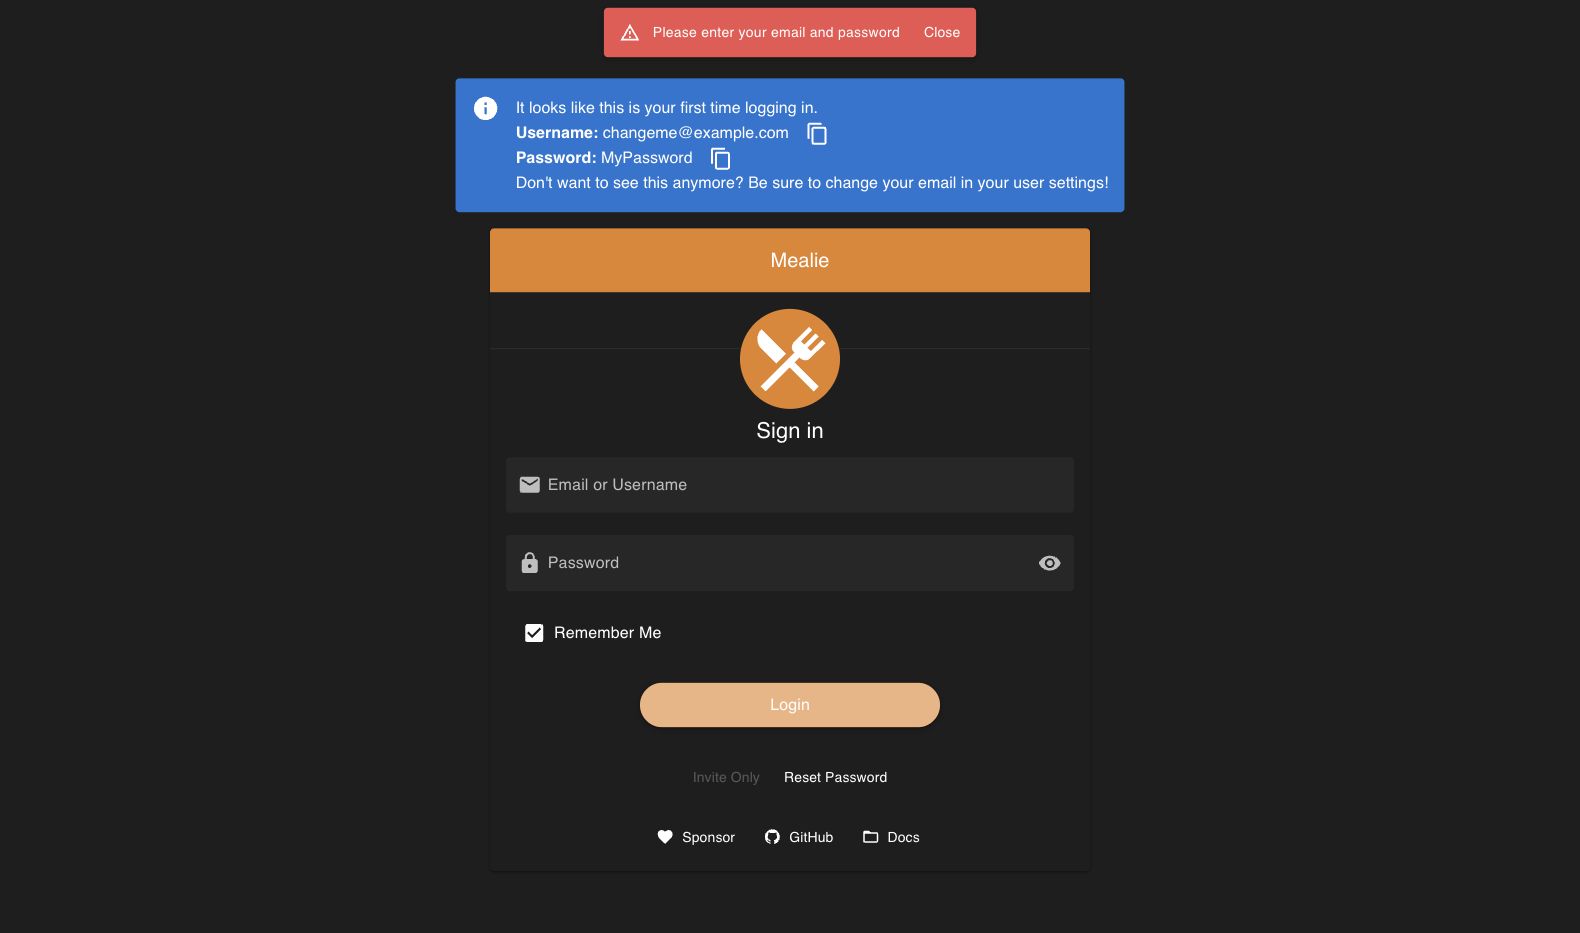 Please enter your email and password Close
It looks like this is your first time logging in.
Username: changeme@example.com
Password: MyPassword
Don't want to see this anymore? Be sure to change your email in your user settings!
Mealie
Sign in
Email or Username
Password
Remember Me
Login
Invite Only Reset Password
Sponsor GitHub Docs